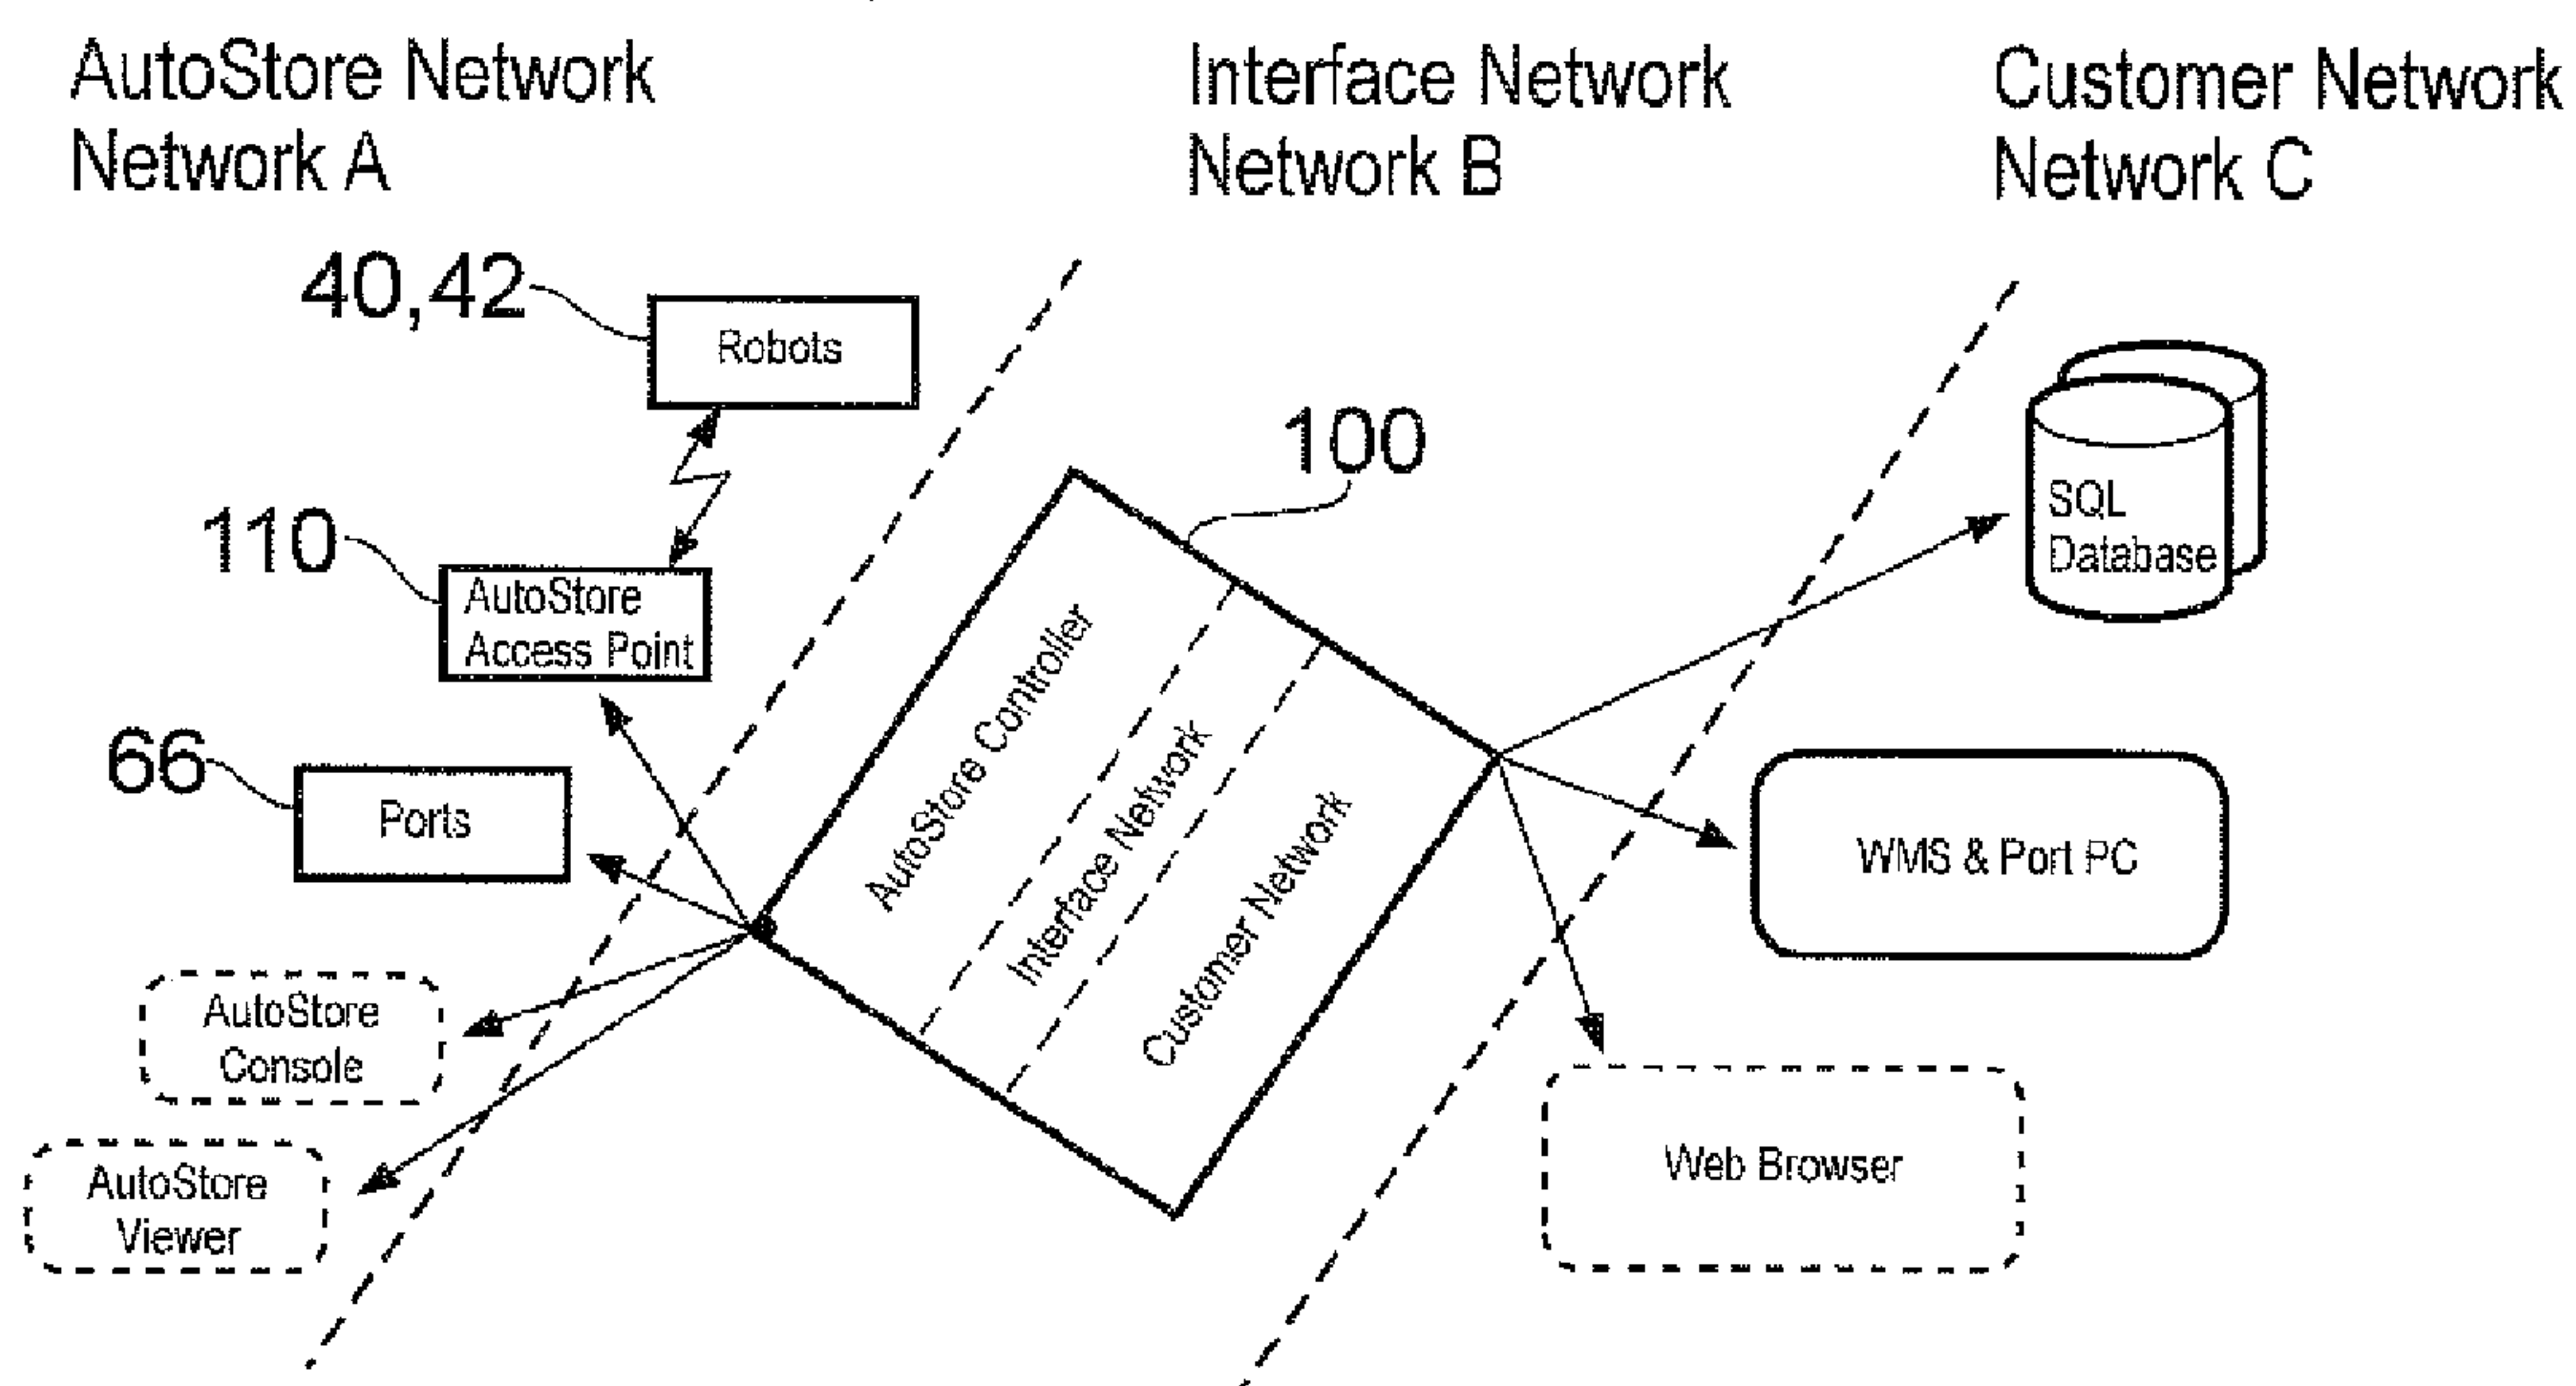 AutoStore Network
Network A
Interface Network
Network B
Customer Network
Network C
40,42
Robots
100
110
AutoStore
Access Point
SQL
Database
66
Ports
AutoStore Controller
Interface Network
Customer Network
WMS & Port PC
AutoStore
Console
AutoStore
Viewer
Web Browser